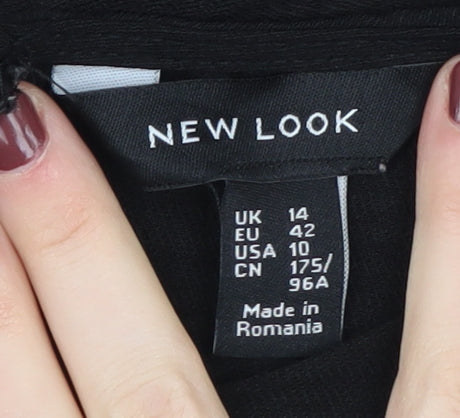 NEW LOOK
UK 14
EU 42
USA 10
CN 175/
96A
Made in
Romania